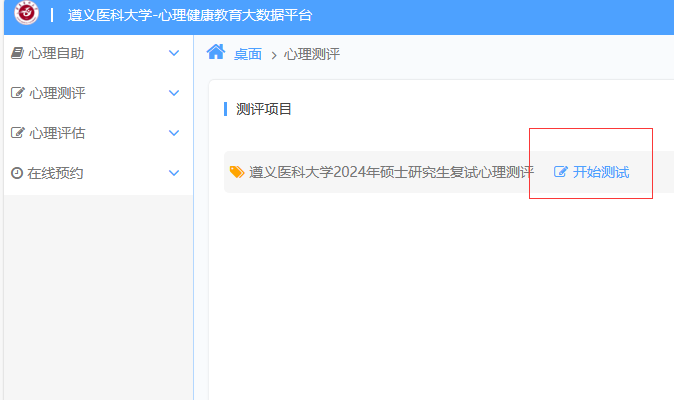 遵义医科大学-心理健康教育大数据平台
心理自助
心理测评
心理评估
在线预约
桌面 > 心理测评
测评项目
遵义医科大学2024年硕士研究生复试心理测评 开始测试